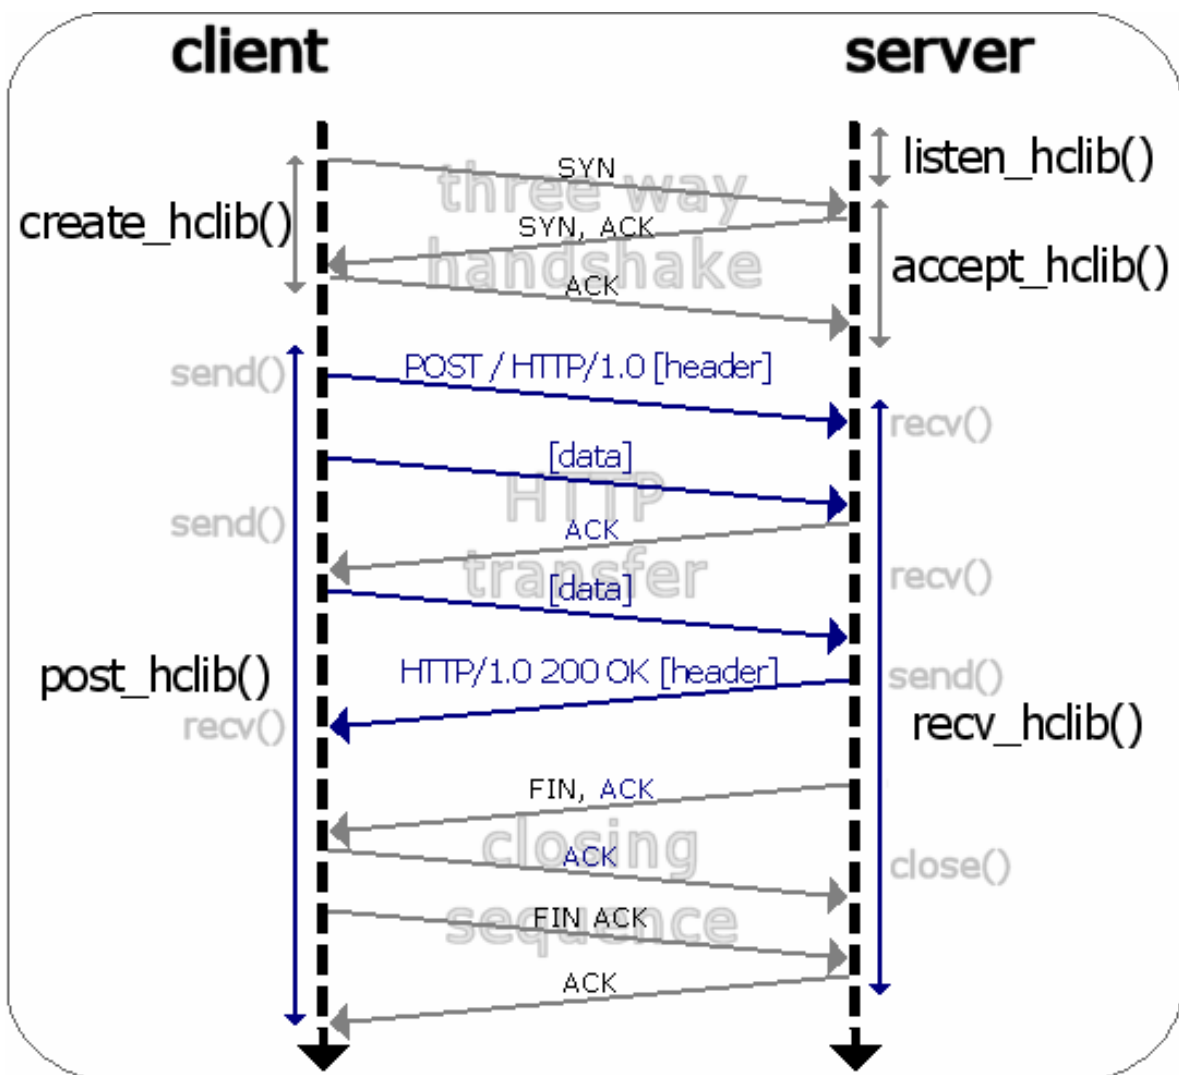 client
server
listen_hclib()
SYN
three way
create_hclib()
SYN, ACK
handshake
accept_hclib()
ACK
POST / HTTP/1.0 [header]
send()
recv()
[data]
HTTP
send()
ACK
transfer
recv()
[data]
HTTP/1.0 200 OK [header]
post_hclib()
send()
recv()
recv_hclib()
FIN, ACK
closing
ACK
close()
FIN ACK
sequence
ACK